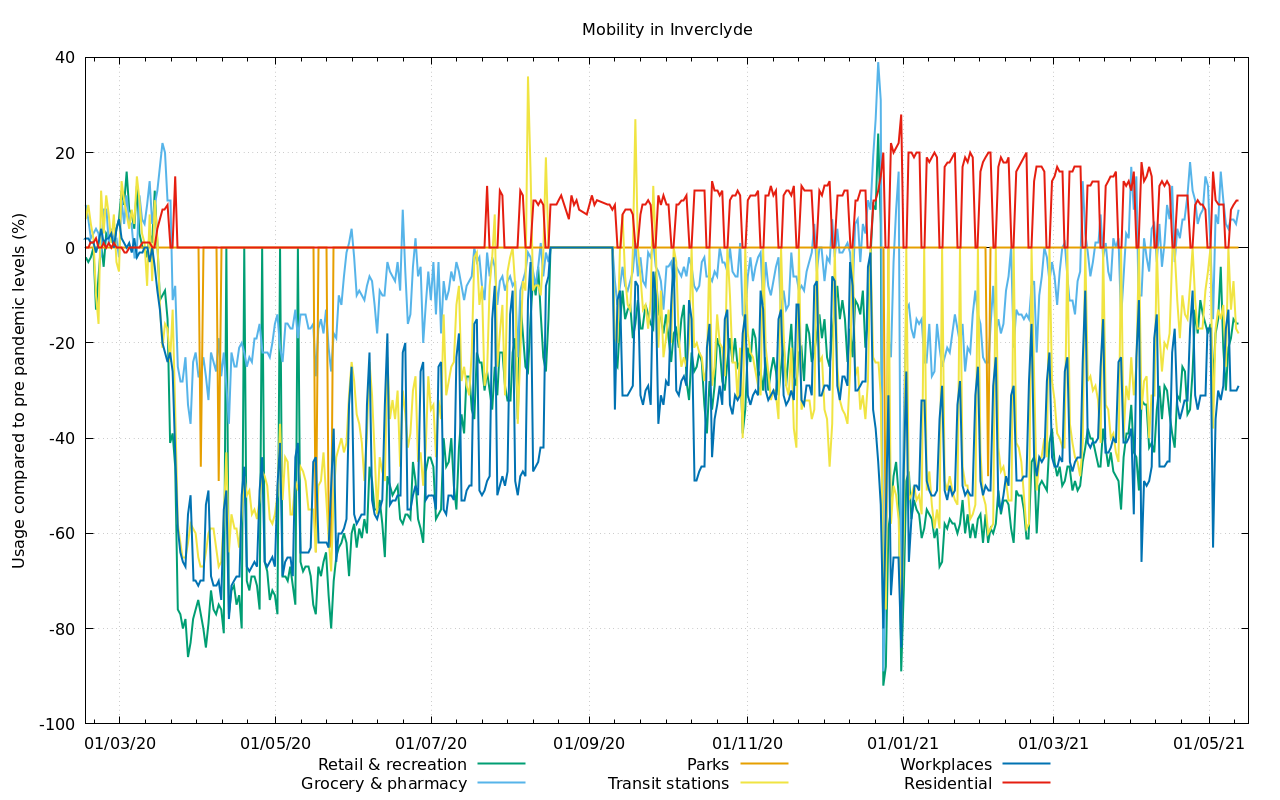 Mobility in Inverclyde
Usage compared to pre pandemic levels (%)
40
20
0
-20
-40
-60
-80
-100
01/03/20 01/05/20 01/07/20 01/09/20 01/11/20 01/01/21 01/03/21 01/05/21
Retail & recreation Parks Workplaces
Grocery & pharmacy Transit stations Residential